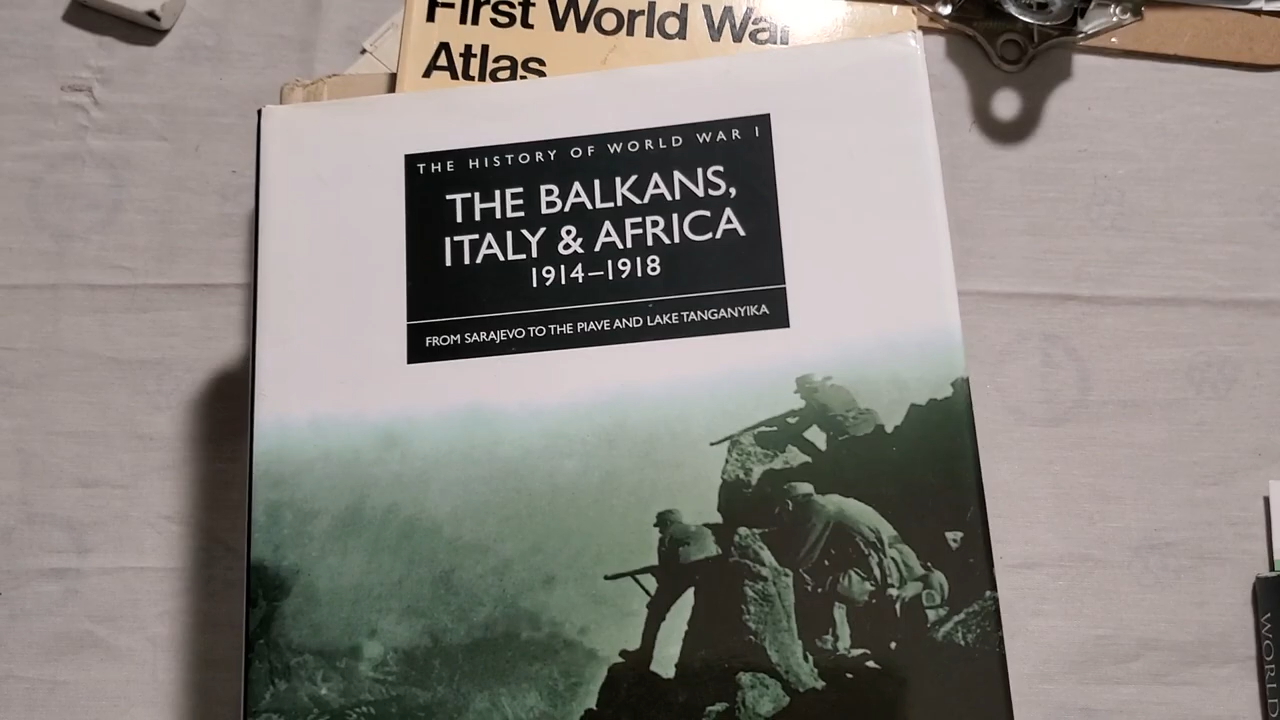 First World War
Atlas
THE HISTORY OF WORLD WAR I
THE BALKANS,
ITALY & AFRICA
1914–1918
FROM SARAJEVO TO THE PIAVE AND LAKE TANGANYIKA
WORLD